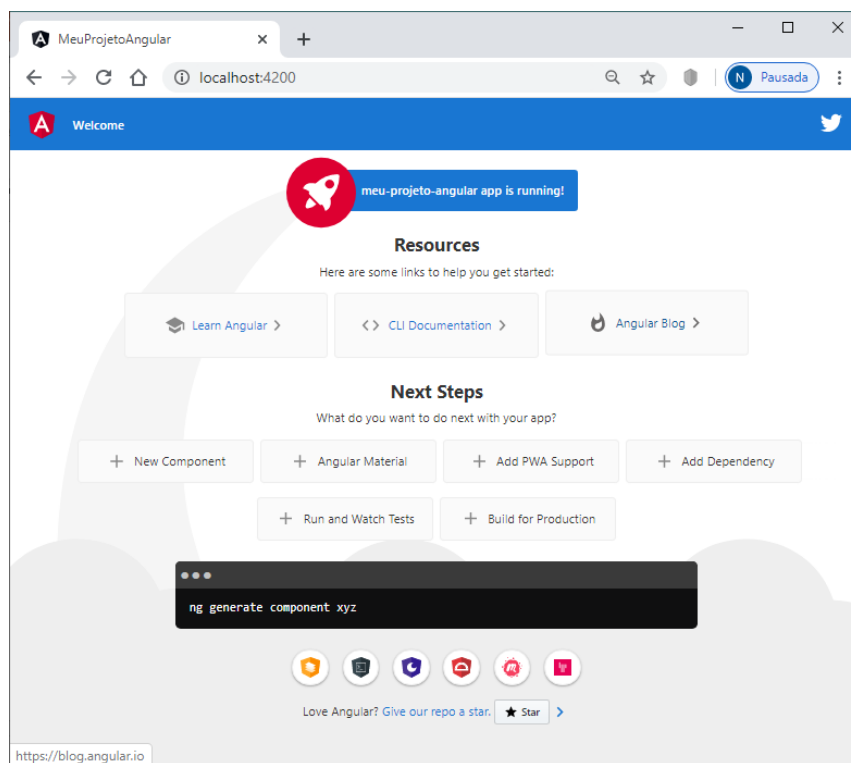 MeuProjetoAngular
localhost:4200
N Pausada
Welcome
meu-projeto-angular app is running!
Resources
Here are some links to help you get started:
Learn Angular
CLI Documentation
Angular Blog
Next Steps
What do you want to do next with your app?
New Component
Angular Material
Add PWA Support
Add Dependency
Run and Watch Tests
Build for Production
ng generate component xyz
Love Angular? Give our repo a star. Star
https://blog.angular.io